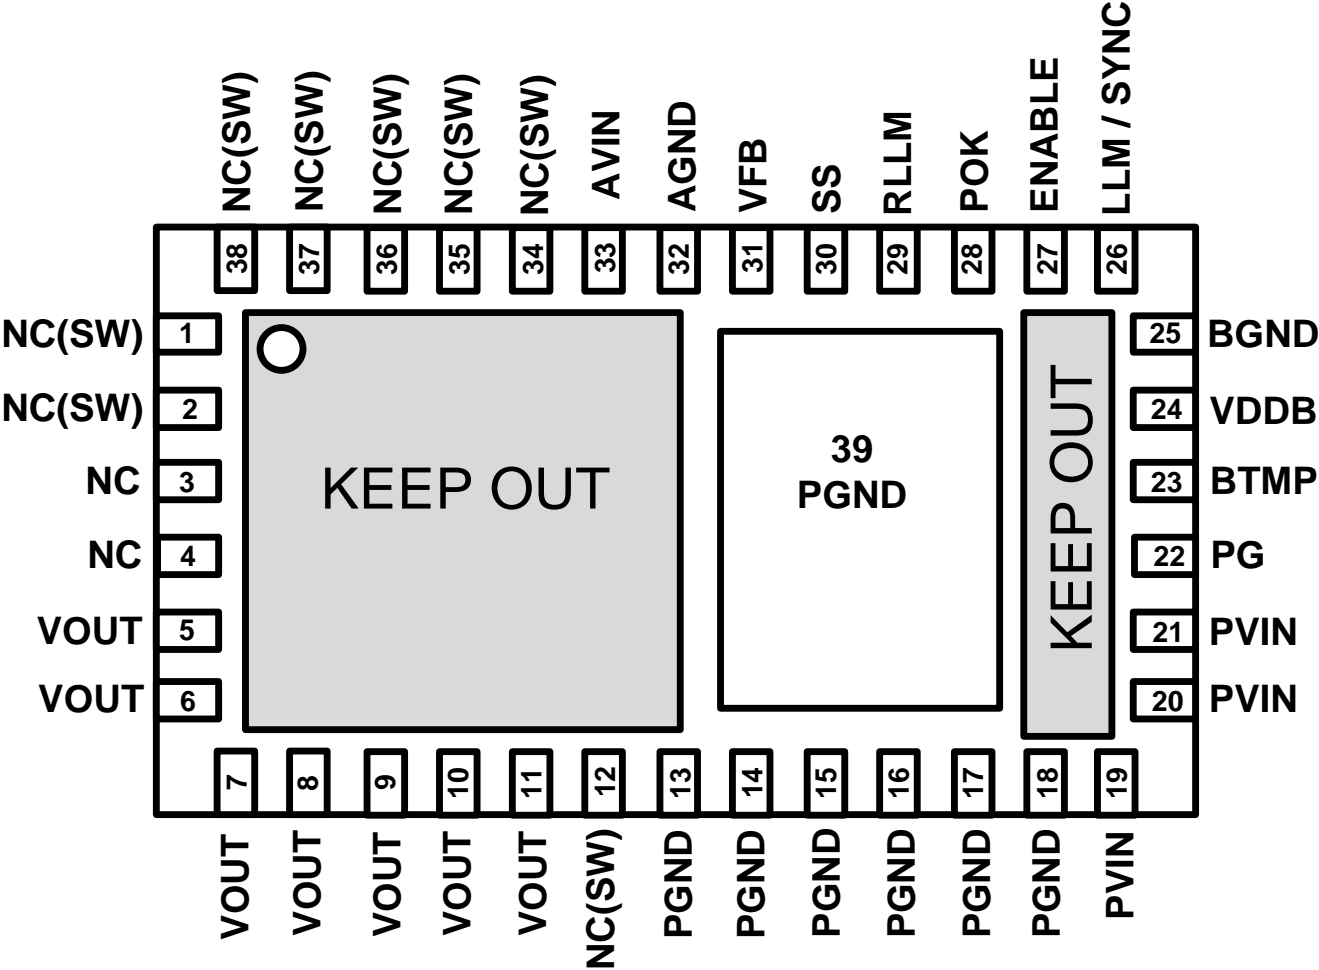 NC(SW)
NC(SW)
NC(SW)
NC(SW)
NC(SW)
AVIN
AGND
VFB
SS
RLLM
POK
ENABLE
LLM / SYNC
38
37
36
35
34
33
32
31
30
29
28
27
26
NC(SW)
1
25
BGND
NC(SW)
2
24
VDDB
NC
3
23
BTMP
NC
4
22
PG
VOUT
5
21
PVIN
VOUT
6
20
PVIN
KEEP OUT
39
PGND
KEEP OUT
7
8
9
10
11
12
13
14
15
16
17
18
19
VOUT
VOUT
VOUT
VOUT
VOUT
NC(SW)
PGND
PGND
PGND
PGND
PGND
PGND
PVIN